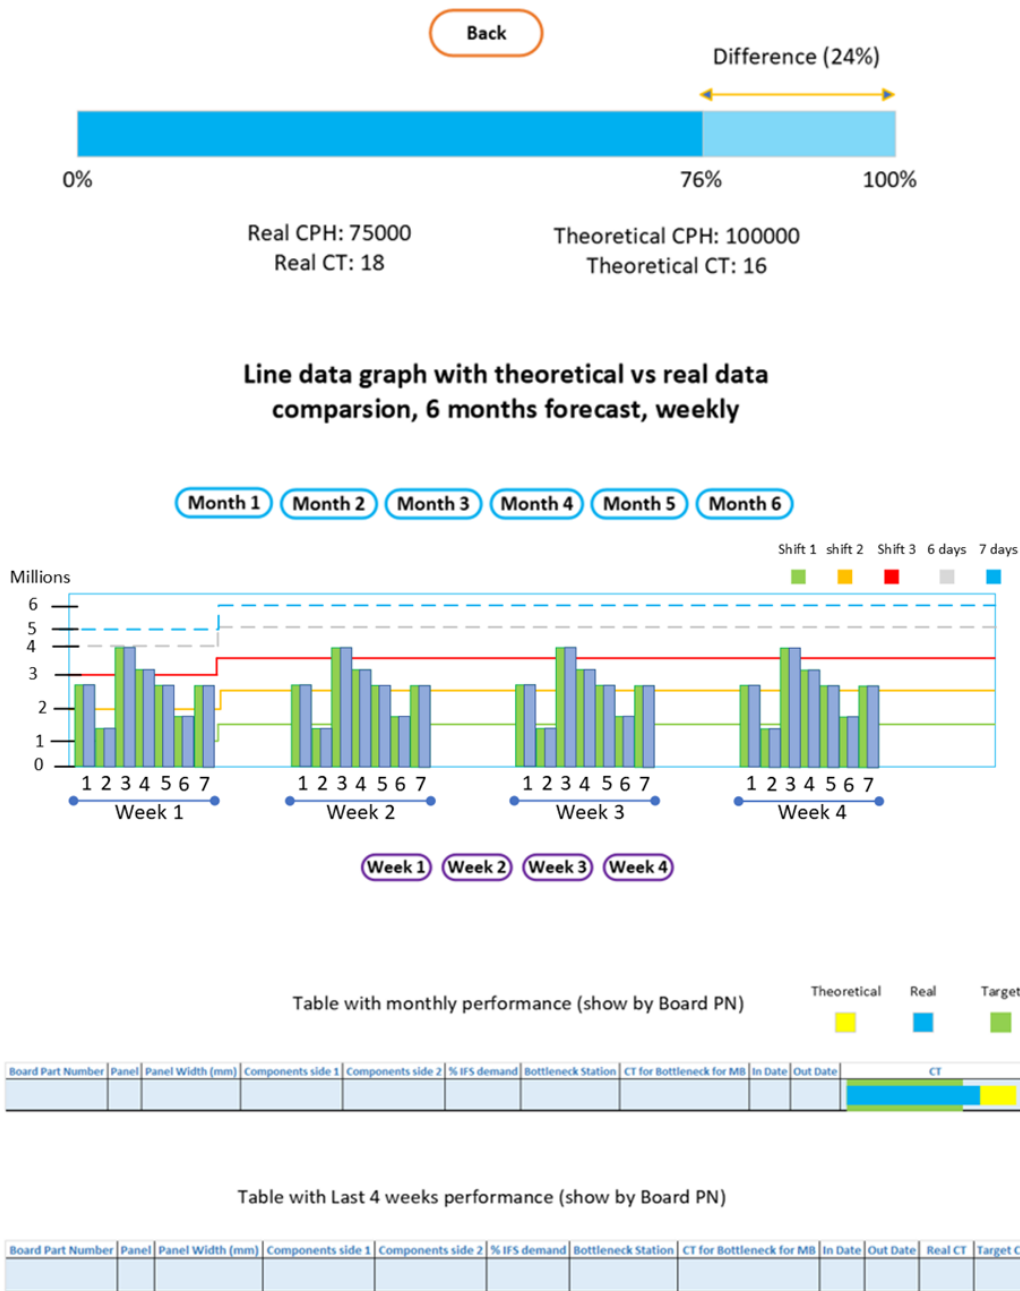 Back
Difference (24%)
0%
76%
100%
Real CPH: 75000
Real CT: 18
Theoretical CPH: 100000
Theoretical CT: 16
Line data graph with theoretical vs real data
comparsion, 6 months forecast, weekly
Month 1 Month 2 Month 3 Month 4 Month 5 Month 6
Shift 1 shift 2 Shift 3 6 days 7 days
Millions
6
5
4
3
2
1
0
1 2 3 4 5 6 7 1 2 3 4 5 6 7 1 2 3 4 5 6 7 1 2 3 4 5 6 7
Week 1 Week 2 Week 3 Week 4
Week 1 Week 2 Week 3 Week 4
Table with monthly performance (show by Board PN)
Theoretical Real Target
Board Part Number Panel Panel Width (mm) Components side 1 Components side 2 % IFS demand Bottleneck Station CT for Bottleneck for MB In Date Out Date CT
Table with Last 4 weeks performance (show by Board PN)
Board Part Number Panel Panel Width (mm) Components side 1 Components side 2 % IFS demand Bottleneck Station CT for Bottleneck for MB In Date Out Date Real CT Target C